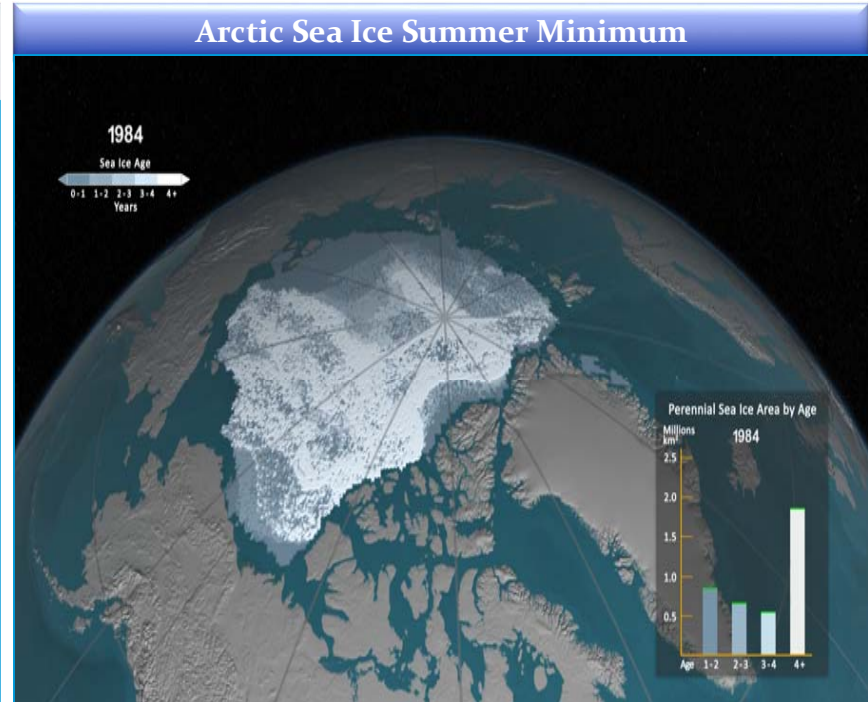 Arctic Sea Ice Summer Minimum
1984
Sea Ice Age
0-1 1-2 2-3 3-4 4+
Years
Perennial Sea Ice Area by Age
Millions
km²
1984
2.5
2.0
1.5
1.0
0.5
Age 1-2 2-3 3-4 4+